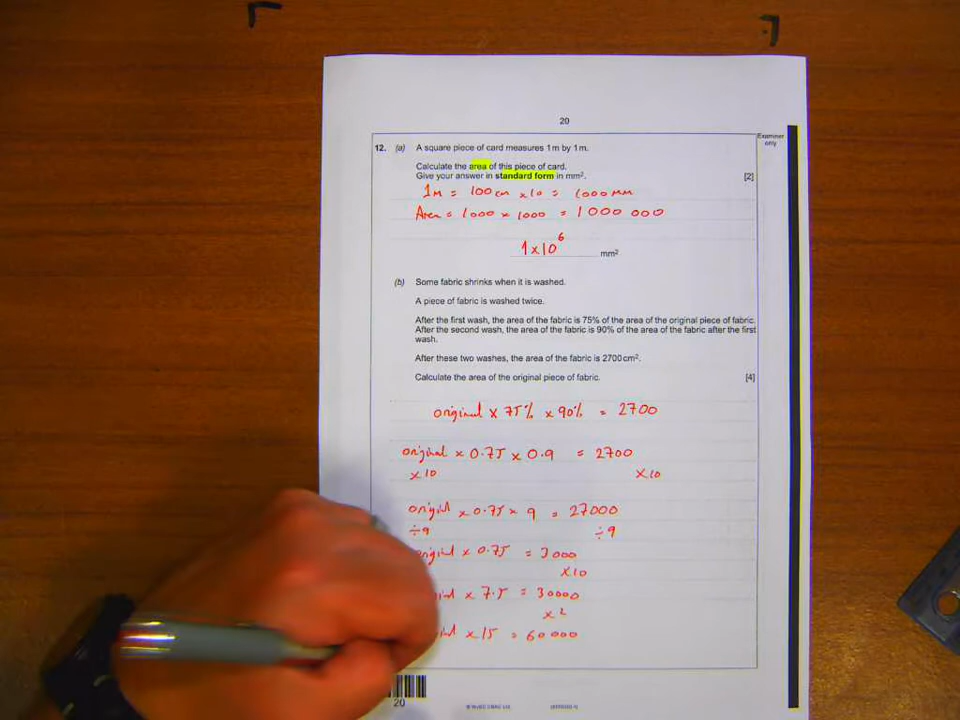 20
Examiner only
12. (a) A square piece of card measures 1 m by 1 m.
Calculate the area of this piece of card.
Give your answer in standard form in mm².
[2]
1m = 100cm ×10 = 1000mm
Area = 1000 × 1000 = 1000 000
1×10⁶ mm²
(b) Some fabric shrinks when it is washed.
A piece of fabric is washed twice.
After the first wash, the area of the fabric is 75% of the area of the original piece of fabric.
After the second wash, the area of the fabric is 90% of the area of the fabric after the first
wash.
After these two washes, the area of the fabric is 2700 cm².
Calculate the area of the original piece of fabric. [4]
original × 75% × 90% = 2700
original × 0.75 × 0.9 = 2700
×10 ×10
original × 0.75 × 9 = 27000
÷9 ÷9
× 0.75 = 3000
×10
× 7.5 = 30000
×2
×15 = 60000
20